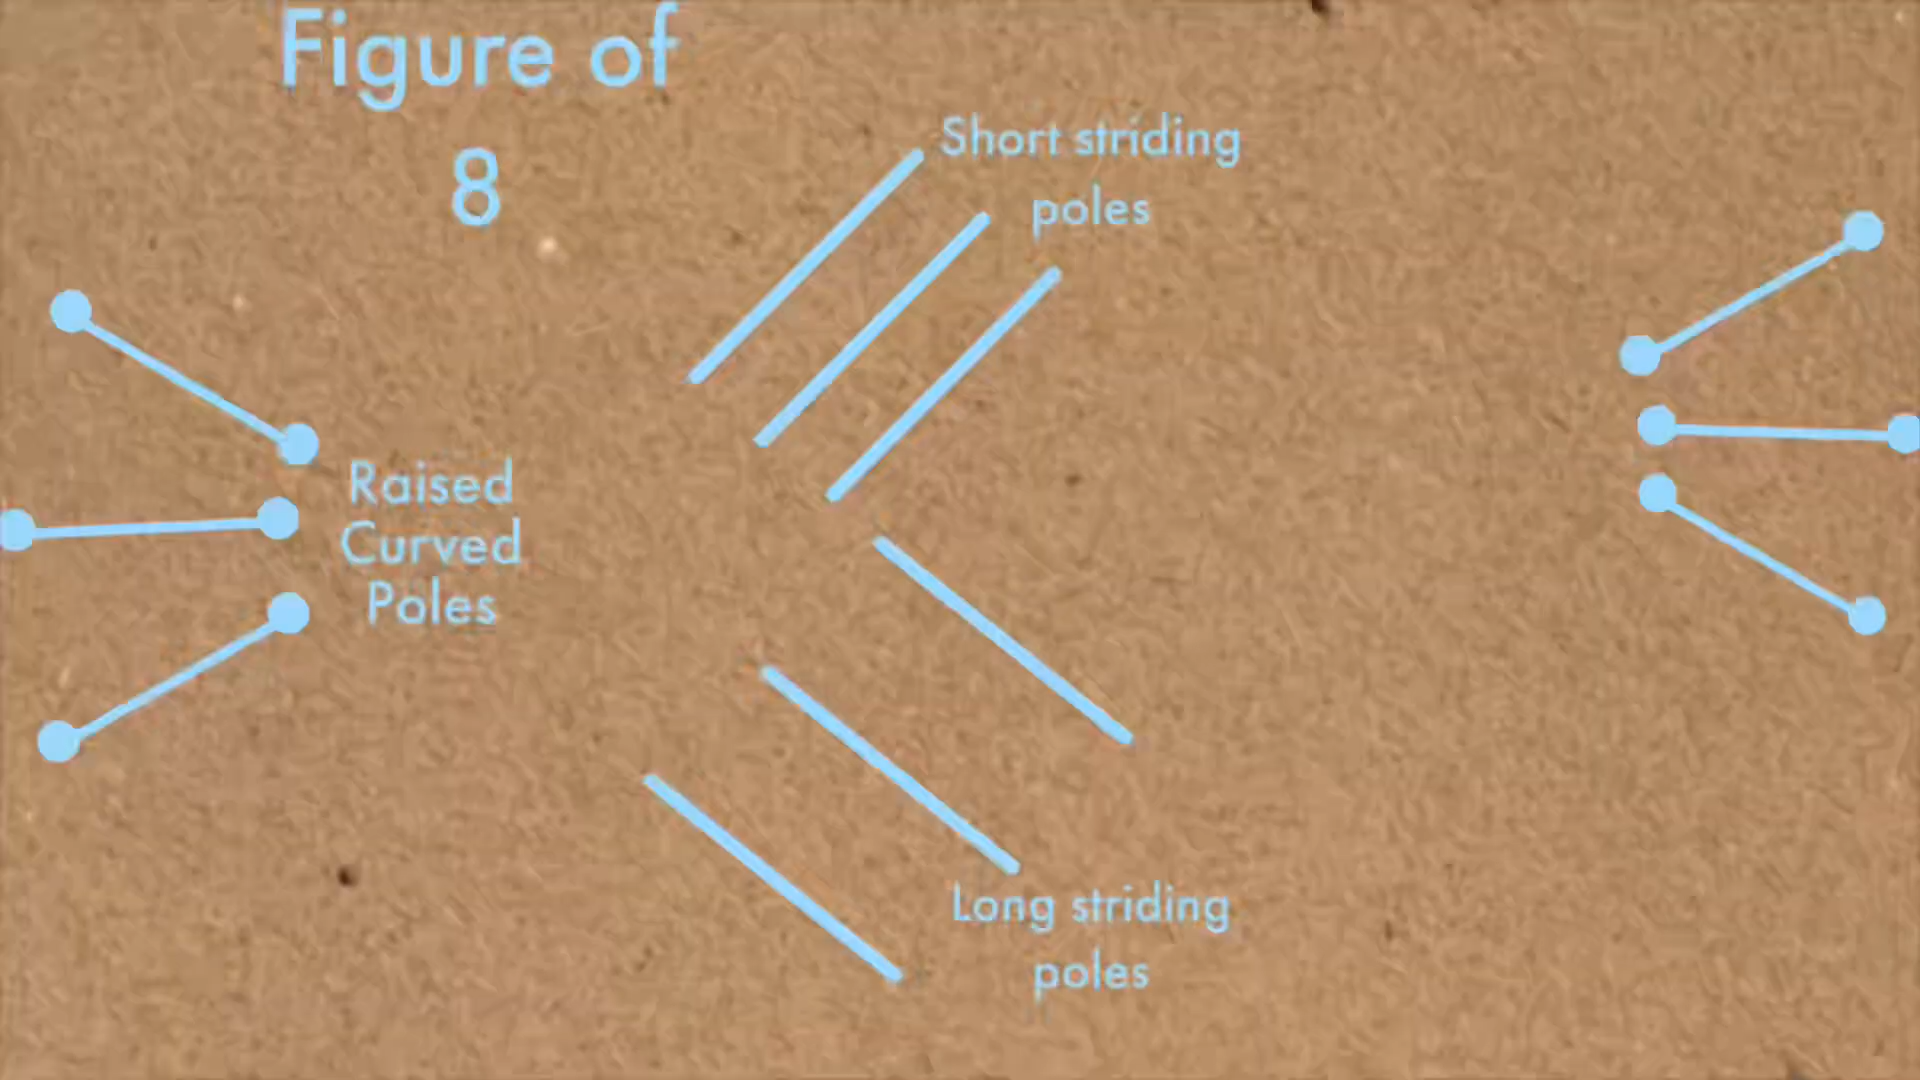 Figure of
8
Short striding
poles
Raised
Curved
Poles
Long striding
poles